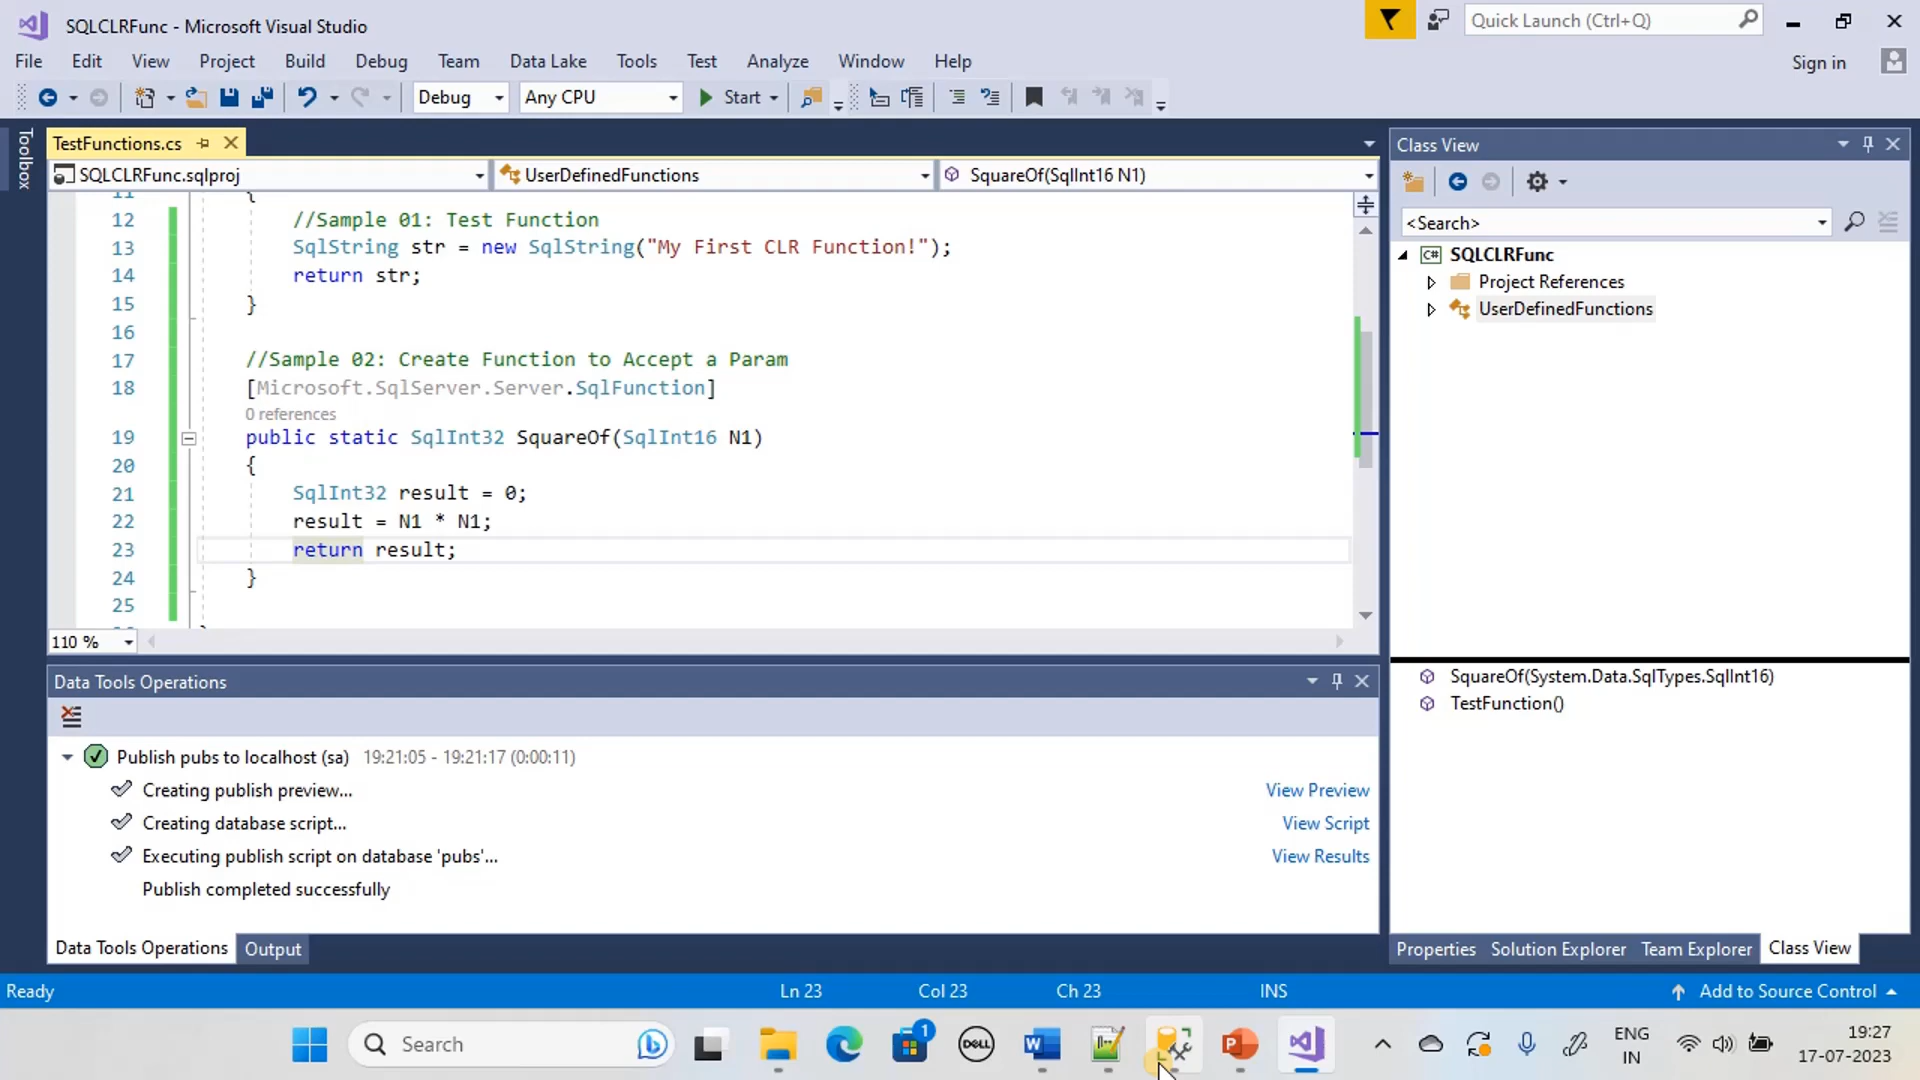 SQLCLRFunc - Microsoft Visual Studio
Quick Launch (Ctrl+Q)
File Edit View Project Build Debug Team Data Lake Tools Test Analyze Window Help
Sign in
Debug Any CPU Start
Toolbox
TestFunctions.cs
SQLCLRFunc.sqlproj UserDefinedFunctions SquareOf(SqlInt16 N1)
11 {
12 //Sample 01: Test Function
13 SqlString str = new SqlString("My First CLR Function!");
14 return str;
15 }
16
17 //Sample 02: Create Function to Accept a Param
18 [Microsoft.SqlServer.Server.SqlFunction]
0 references
19 public static SqlInt32 SquareOf(SqlInt16 N1)
20 {
21 SqlInt32 result = 0;
22 result = N1 * N1;
23 return result;
24 }
25
110 %
Class View
<Search>
SQLCLRFunc
Project References
UserDefinedFunctions
SquareOf(System.Data.SqlTypes.SqlInt16)
TestFunction()
Data Tools Operations
Publish pubs to localhost (sa) 19:21:05 - 19:21:17 (0:00:11)
Creating publish preview... View Preview
Creating database script... View Script
Executing publish script on database 'pubs'... View Results
Publish completed successfully
Data Tools Operations Output
Properties Solution Explorer Team Explorer Class View
Ready Ln 23 Col 23 Ch 23 INS Add to Source Control
Search
1
DELL
ENG
IN
19:27
17-07-2023